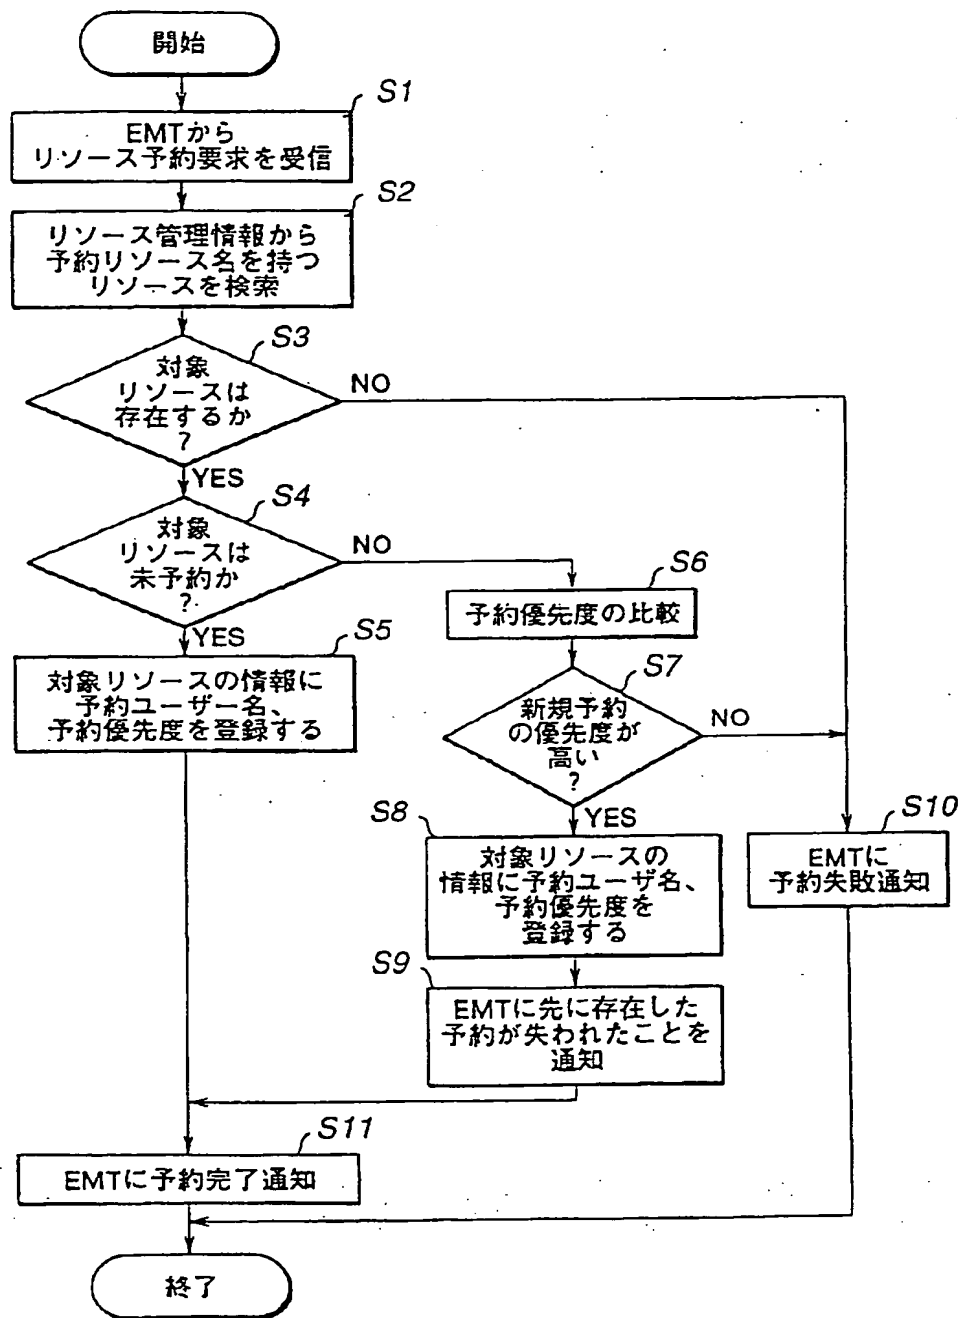 開始
S1
EMTから
リソース予約要求を受信
S2
リソース管理情報から
予約リソース名を持つ
リソースを検索
S3
対象
リソースは
存在するか
?
NO
YES
S4
対象
リソースは
未予約か
?
NO
YES
S5
対象リソースの情報に
予約ユーザー名、
予約優先度を登録する
S6
予約優先度の比較
S7
新規予約
の優先度が
高い
?
NO
YES
S8
対象リソースの
情報に予約ユーザ名、
予約優先度を
登録する
S9
EMTに先に存在した
予約が失われたことを
通知
S10
EMTに
予約失敗通知
S11
EMTに予約完了通知
終了